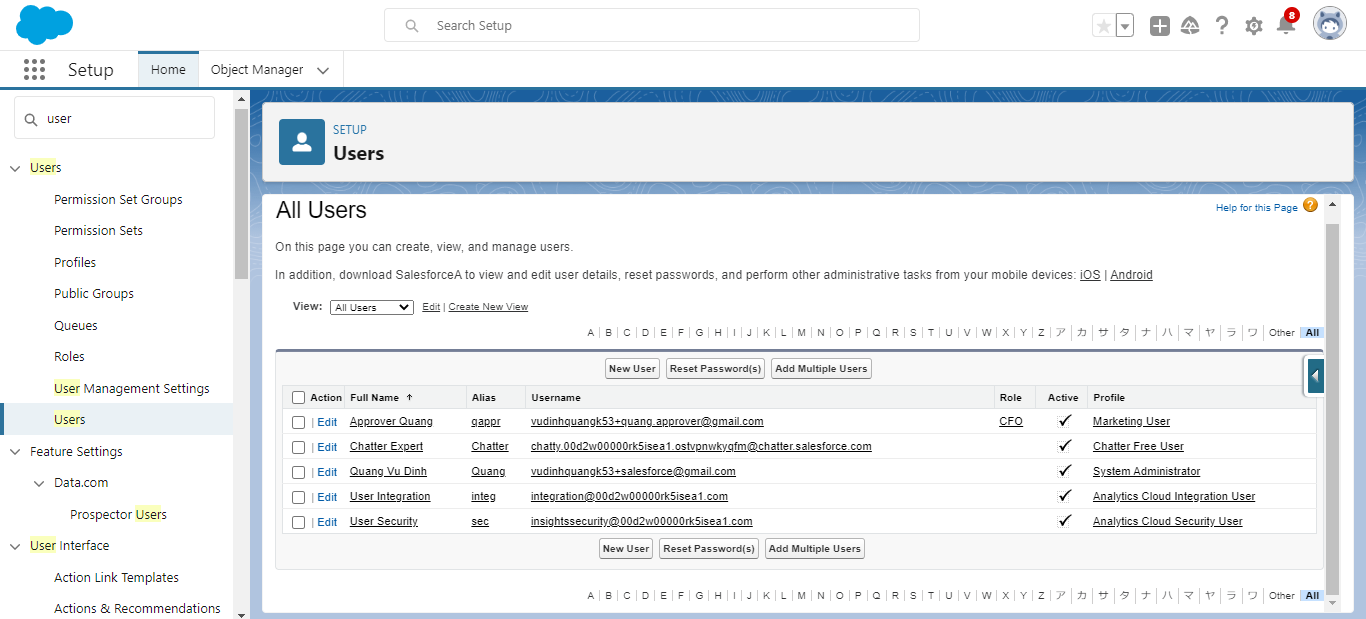 Search Setup
8
Setup
Home
Object Manager
user
Users
Permission Set Groups
Permission Sets
Profiles
Public Groups
Queues
Roles
User Management Settings
Users
Feature Settings
Data.com
Prospector Users
User Interface
Action Link Templates
Actions & Recommendations
SETUP
Users
All Users
Help for this Page ?
On this page you can create, view, and manage users.
In addition, download SalesforceA to view and edit user details, reset passwords, and perform other administrative tasks from your mobile devices: iOS | Android
View: All Users Edit | Create New View
A | B | C | D | E | F | G | H | I | J | K | L | M | N | O | P | Q | R | S | T | U | V | W | X | Y | Z | ア | カ | サ | タ | ナ | ハ | マ | ヤ | ラ | ワ | Other All
New User Reset Password(s) Add Multiple Users
Action Full Name Alias Username Role Active Profile
| Edit Approver Quang qappr vudinhquangk53+quang.approver@gmail.com CFO ✓ Marketing User
| Edit Chatter Expert Chatter chatty.00d2w00000rk5isea1.ostvpnwkyqfm@chatter.salesforce.com ✓ Chatter Free User
| Edit Quang Vu Dinh Quang vudinhquangk53+salesforce@gmail.com ✓ System Administrator
| Edit User Integration integ integration@00d2w00000rk5isea1.com ✓ Analytics Cloud Integration User
| Edit User Security sec insightssecurity@00d2w00000rk5isea1.com ✓ Analytics Cloud Security User
New User Reset Password(s) Add Multiple Users
A | B | C | D | E | F | G | H | I | J | K | L | M | N | O | P | Q | R | S | T | U | V | W | X | Y | Z | ア | カ | サ | タ | ナ | ハ | マ | ヤ | ラ | ワ | Other All